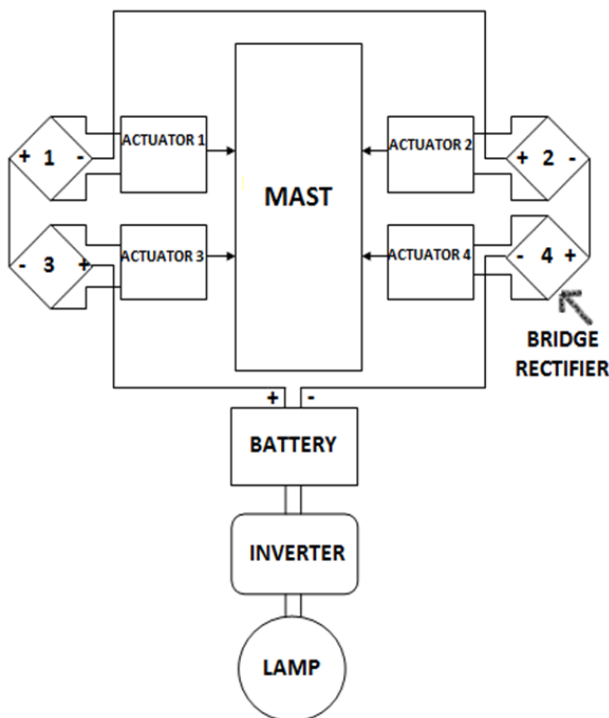 ACTUATOR 1
ACTUATOR 2
+ 1 -
+ 2 -
MAST
ACTUATOR 3
ACTUATOR 4
- 3 +
- 4 +
BRIDGE
RECTIFIER
+ -
BATTERY
INVERTER
LAMP